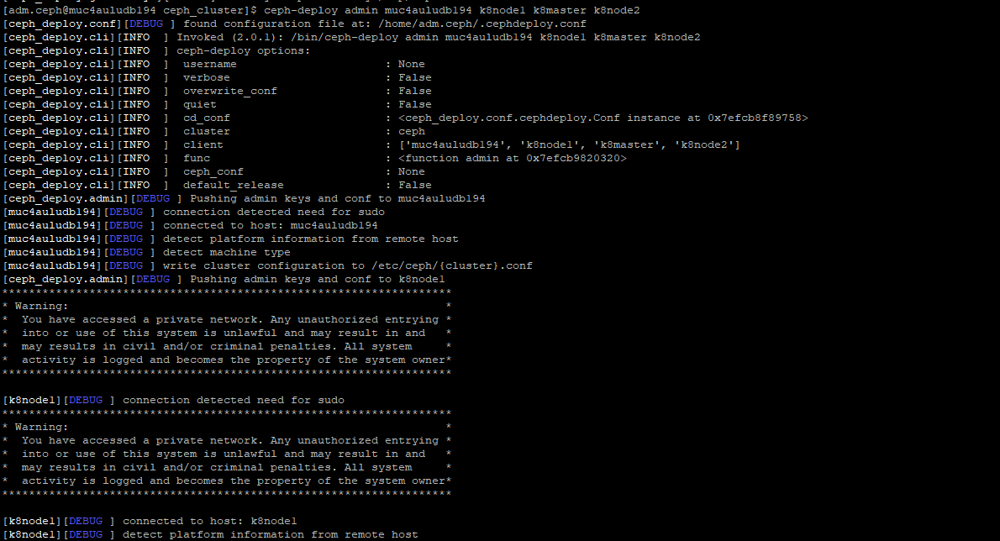 [adm.ceph@muc4auludb194 ceph_cluster]$ ceph-deploy admin muc4auludb194 k8node1 k8master k8node2
[ceph_deploy.conf][DEBUG ] found configuration file at: /home/adm.ceph/.cephdeploy.conf
[ceph_deploy.cli][INFO  ] Invoked (2.0.1): /bin/ceph-deploy admin muc4auludb194 k8node1 k8master k8node2
[ceph_deploy.cli][INFO  ] ceph-deploy options:
[ceph_deploy.cli][INFO  ]  username                      : None
[ceph_deploy.cli][INFO  ]  verbose                       : False
[ceph_deploy.cli][INFO  ]  overwrite_conf                : False
[ceph_deploy.cli][INFO  ]  quiet                         : False
[ceph_deploy.cli][INFO  ]  cd_conf                       : <ceph_deploy.conf.cephdeploy.Conf instance at 0x7efcb8f89758>
[ceph_deploy.cli][INFO  ]  cluster                       : ceph
[ceph_deploy.cli][INFO  ]  client                        : ['muc4auludb194', 'k8node1', 'k8master', 'k8node2']
[ceph_deploy.cli][INFO  ]  func                          : <function admin at 0x7efcb9820320>
[ceph_deploy.cli][INFO  ]  ceph_conf                     : None
[ceph_deploy.cli][INFO  ]  default_release               : False
[ceph_deploy.admin][DEBUG ] Pushing admin keys and conf to muc4auludb194
[muc4auludb194][DEBUG ] connection detected need for sudo
[muc4auludb194][DEBUG ] connected to host: muc4auludb194
[muc4auludb194][DEBUG ] detect platform information from remote host
[muc4auludb194][DEBUG ] detect machine type
[muc4auludb194][DEBUG ] write cluster configuration to /etc/ceph/{cluster}.conf
[ceph_deploy.admin][DEBUG ] Pushing admin keys and conf to k8node1
*******************************************************************
* Warning:                                                        *
*  You have accessed a private network. Any unauthorized entrying *
*  into or use of this system is unlawful and may result in and   *
*  may results in civil and/or criminal penalties. All system     *
*  activity is logged and becomes the property of the system owner*
*******************************************************************
[k8node1][DEBUG ] connection detected need for sudo
*******************************************************************
* Warning:                                                        *
*  You have accessed a private network. Any unauthorized entrying *
*  into or use of this system is unlawful and may result in and   *
*  may results in civil and/or criminal penalties. All system     *
*  activity is logged and becomes the property of the system owner*
*******************************************************************
[k8node1][DEBUG ] connected to host: k8node1
[k8node1][DEBUG ] detect platform information from remote host